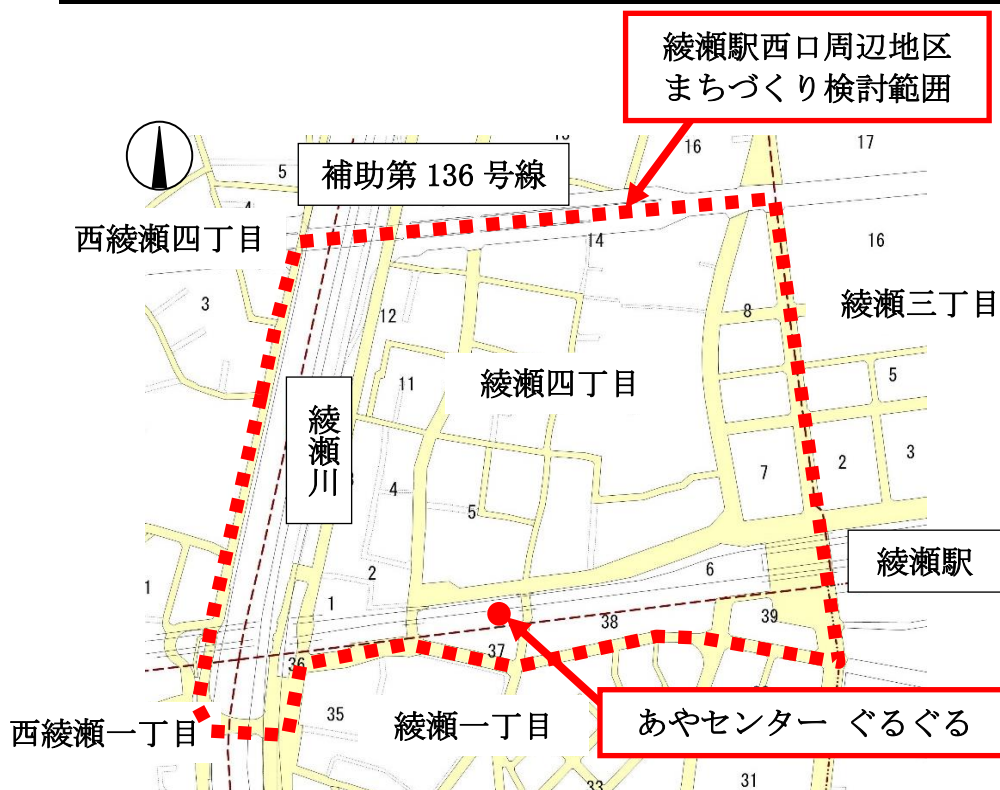 綾瀬駅西口周辺地区
まちづくり検討範囲
16
17
5
補助第 136 号線
4
西綾瀬四丁目
14
16
3
12
8
綾瀬三丁目
11
綾瀬四丁目
5
綾瀬川
7
2
3
4
5
2
6
綾瀬駅
1
1
38
39
37
36
35
綾瀬一丁目
西綾瀬一丁目
あやセンター ぐるぐる
33
31